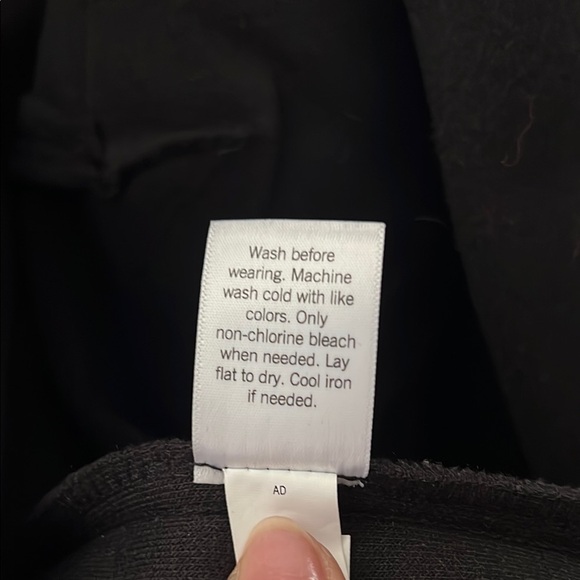 Wash before
wearing. Machine
wash cold with like
colors. Only
non-chlorine bleach
when needed. Lay
flat to dry. Cool iron
if needed.
AD